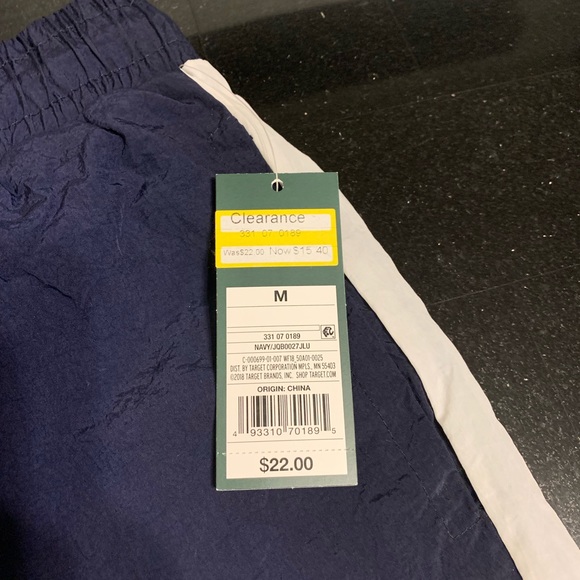 Clearance
331 07 0189
Was$22.00 Now $15.40
M
331 07 0189
NAVY/JQB0027JLU
C-000699-01-007 WF18_50A01-0025
DIST. BY TARGET CORPORATION MPLS., MN 55403
©2018 TARGET BRANDS, INC. SHOP TARGET.COM
ORIGIN: CHINA
4 93310 70189 5
$22.00